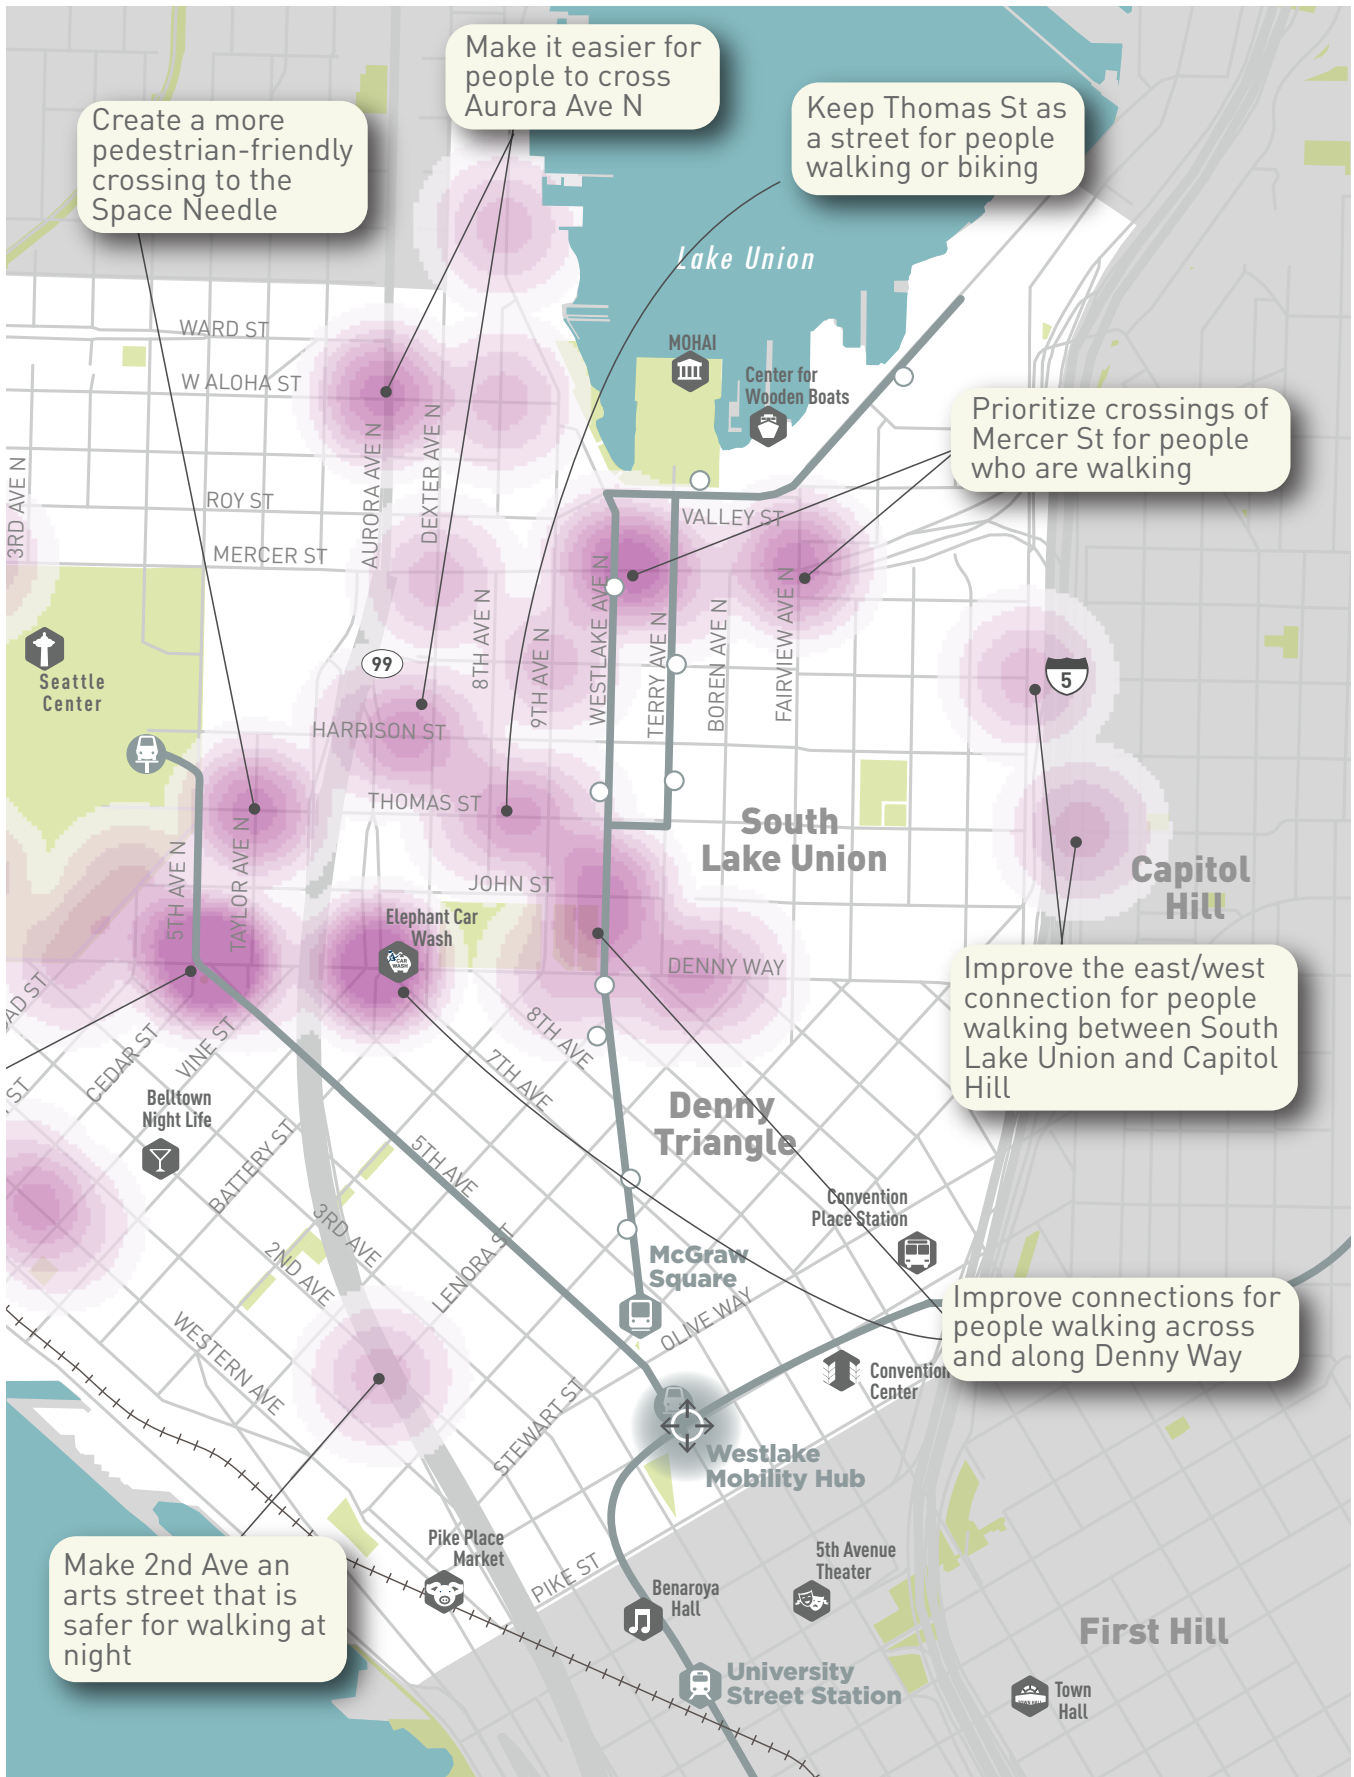 Make it easier for
people to cross
Aurora Ave N
Create a more
pedestrian-friendly
crossing to the
Space Needle
Keep Thomas St as
a street for people
walking or biking
Lake Union
WARD ST
MOHAI
Center for
Wooden Boats
W ALOHA ST
Prioritize crossings of
Mercer St for people
who are walking
3RD AVE N
AURORA AVE N
DEXTER AVE N
ROY ST
VALLEY ST
MERCER ST
8TH AVE N
9TH AVE N
WESTLAKE AVE N
TERRY AVE N
BOREN AVE N
FAIRVIEW AVE N
99
5
Seattle
Center
HARRISON ST
THOMAS ST
South
Lake Union
5TH AVE N
TAYLOR AVE N
JOHN ST
Capitol
Hill
Elephant Car
Wash
CAR
WASH
DENNY WAY
Improve the east/west
connection for people
walking between South
Lake Union and Capitol
Hill
AD ST
CEDAR ST
VINE ST
8TH AVE
7TH AVE
ST
Belltown
Night Life
Denny
Triangle
BATTERY ST
5TH AVE
3RD AVE
2ND AVE
LENORA ST
Convention
Place Station
McGraw
Square
OLIVE WAY
WESTERN AVE
Improve connections for
people walking across
and along Denny Way
Convention
Center
STEWART ST
Westlake
Mobility Hub
Make 2nd Ave an
arts street that is
safer for walking at
night
Pike Place
Market
PIKE ST
5th Avenue
Theater
Benaroya
Hall
First Hill
University
Street Station
Town
Hall